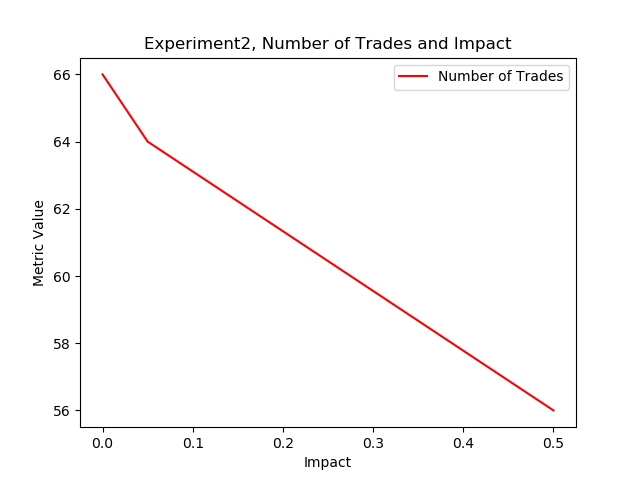 Experiment2, Number of Trades and Impact
Number of Trades
66
64
62
60
58
56
Metric Value
0.0 0.1 0.2 0.3 0.4 0.5
Impact